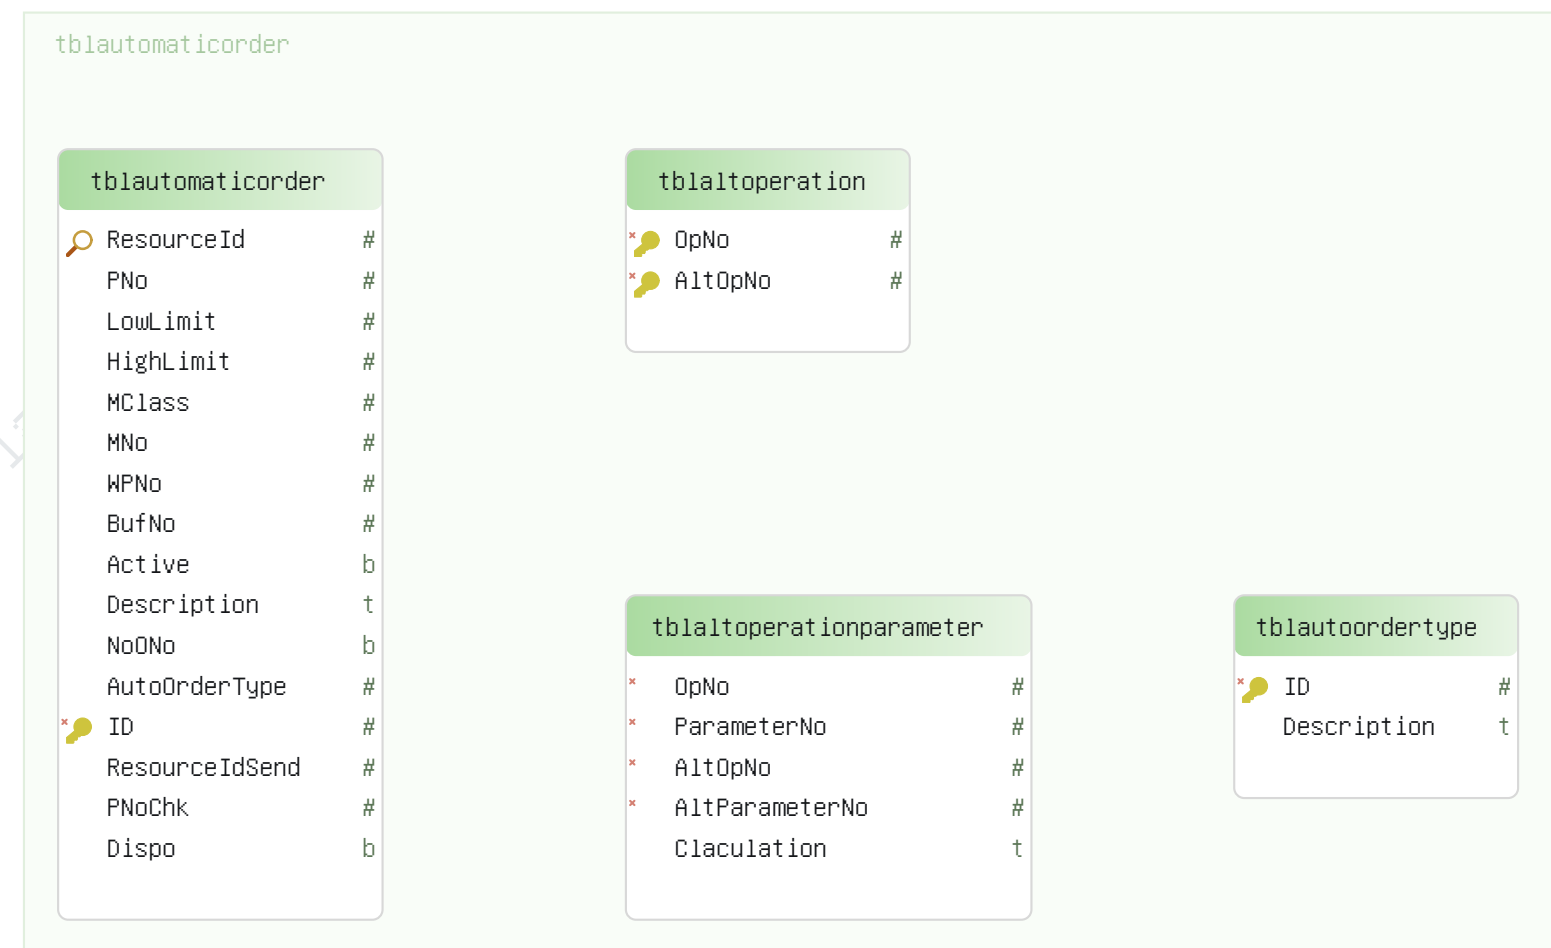 tblautomaticorder
tblautomaticorder
ResourceId #
PNo #
LowLimit #
HighLimit #
MClass #
MNo #
WPNo #
BufNo #
Active b
Description t
NoONo b
AutoOrderType #
ID #
ResourceIdSend #
PNoChk #
Dispo b
tblaltoperation
OpNo #
AltOpNo #
tblaltoperationparameter
OpNo #
ParameterNo #
AltOpNo #
AltParameterNo #
Claculation t
tblautoordertype
ID #
Description t